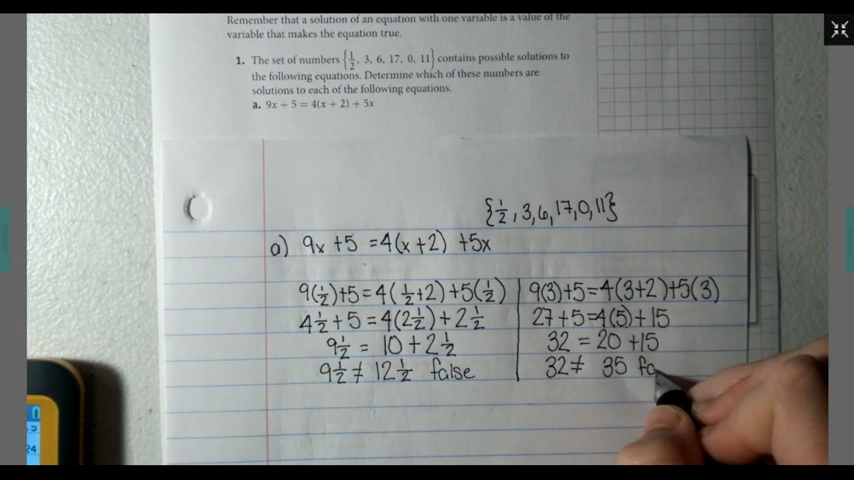 Remember that a solution of an equation with one variable is a value of the
variable that makes the equation true.
1. The set of numbers {1/2, 3, 6, 17, 0, 11} contains possible solutions to
the following equations. Determine which of these numbers are
solutions to each of the following equations.
a. 9x + 5 = 4(x + 2) + 5x
{1/2, 3, 6, 17, 0, 11}
a) 9x + 5 = 4(x+2) + 5x
9(1/2)+5=4(1/2+2)+5(1/2)
4 1/2 + 5 = 4(2 1/2) + 2 1/2
9 1/2 = 10 + 2 1/2
9 1/2 ≠ 12 1/2 false
9(3)+5=4(3+2)+5(3)
27+5=4(5)+15
32 = 20 +15
32 ≠ 35 fa